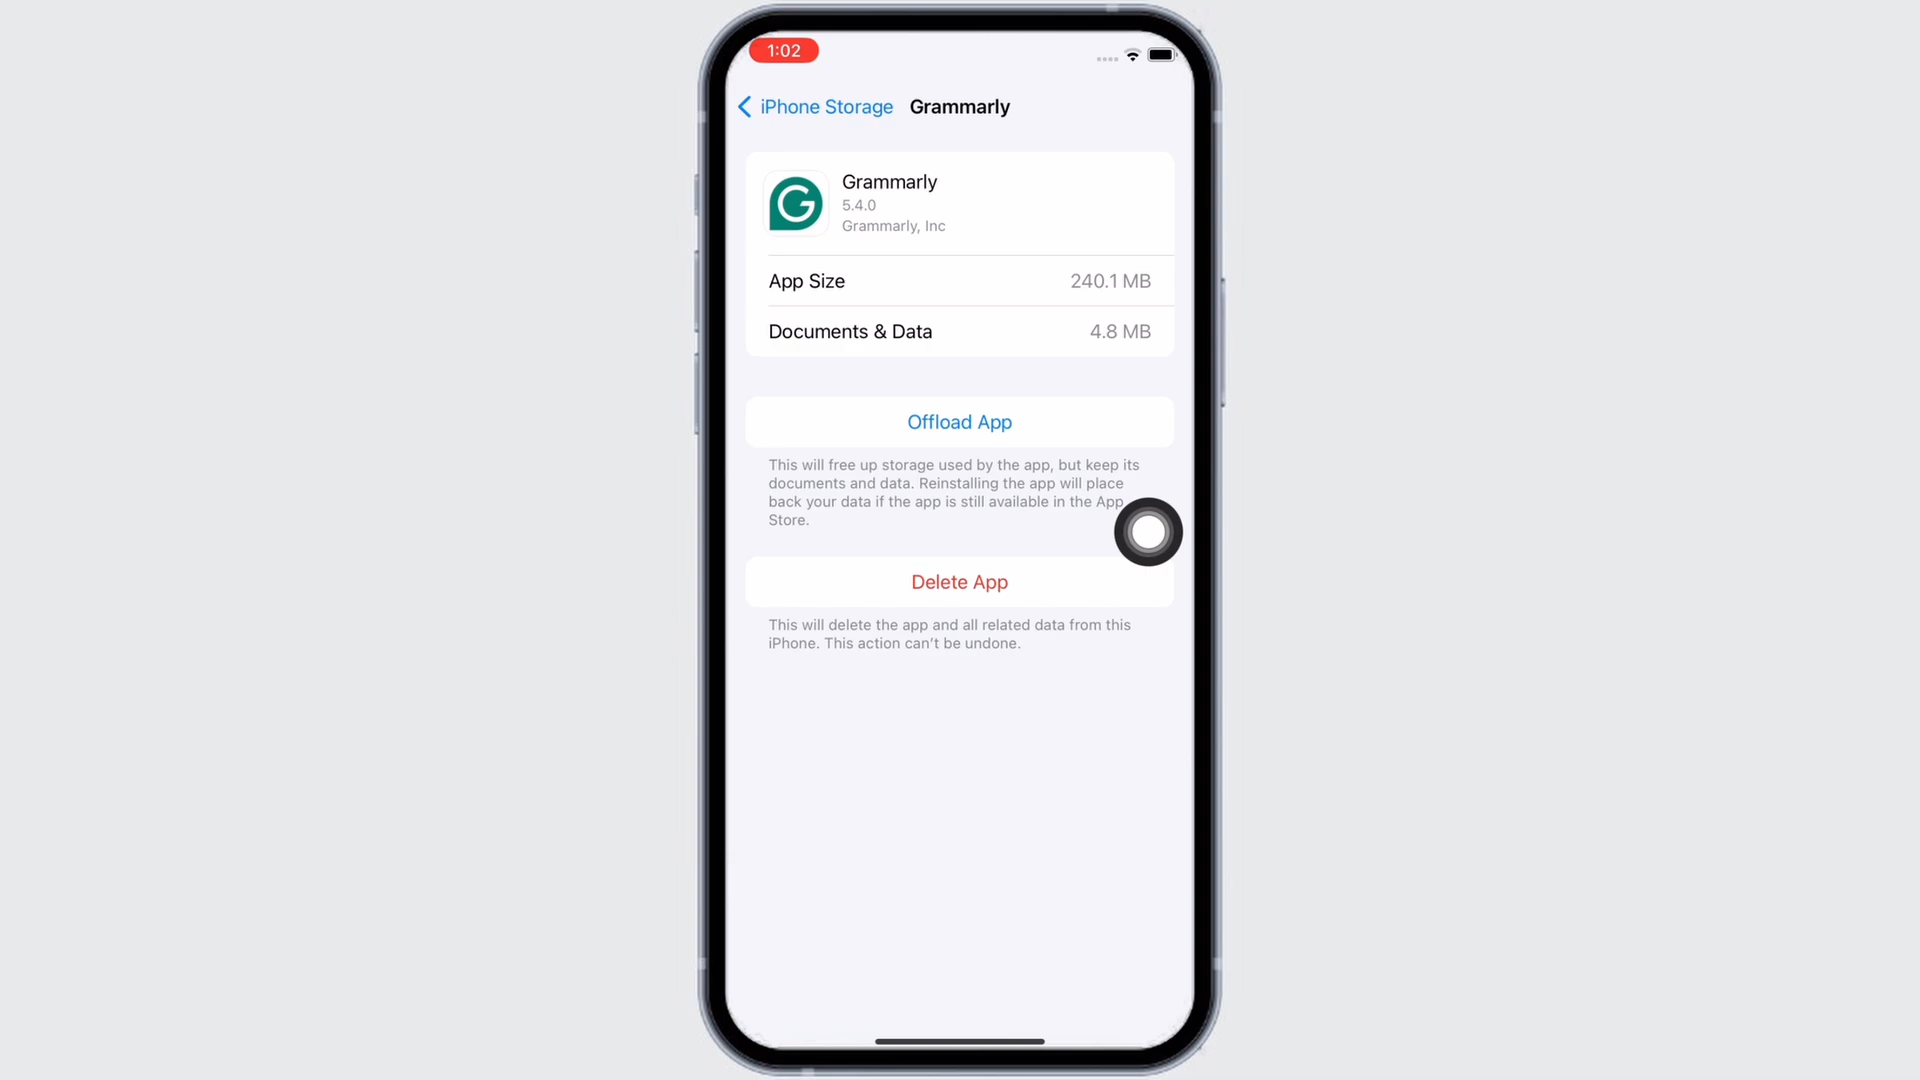 1:02
iPhone Storage Grammarly
Grammarly
5.4.0
Grammarly, Inc
App Size 240.1 MB
Documents & Data 4.8 MB
Offload App
This will free up storage used by the app, but keep its
documents and data. Reinstalling the app will place
back your data if the app is still available in the App
Store.
Delete App
This will delete the app and all related data from this
iPhone. This action can't be undone.